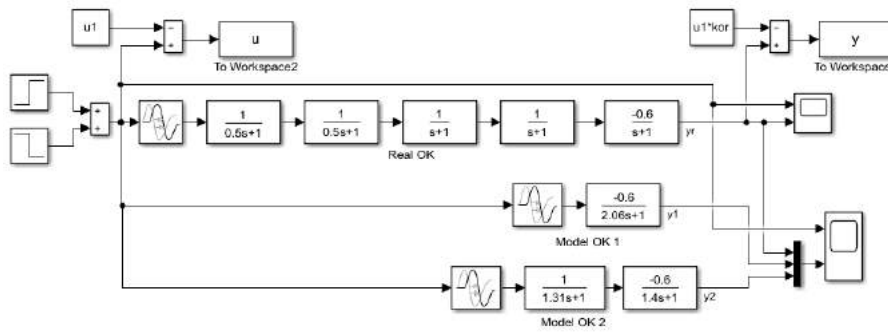 u1
−
+
u
To Workspace2
u1*kor
−
+
y
To Workspace
+
+
1
0.5s+1
1
0.5s+1
1
s+1
1
s+1
-0.6
s+1
yr
Real OK
-0.6
2.06s+1
y1
Model OK 1
1
1.31s+1
-0.6
1.4s+1
y2
Model OK 2